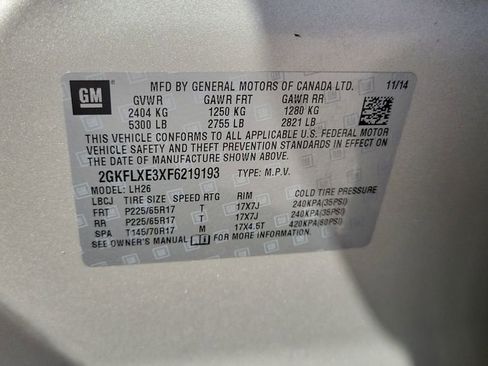 GM
MFD BY GENERAL MOTORS OF CANADA LTD. 11/14
GVWR GAWR FRT GAWR RR
2404 KG 1250 KG 1280 KG
5300 LB 2755 LB 2821 LB
THIS VEHICLE CONFORMS TO ALL APPLICABLE U.S. FEDERAL MOTOR
VEHICLE SAFETY AND THEFT PREVENTION STANDARDS IN EFFECT ON
THE DATE OF MANUFACTURE SHOWN ABOVE.
2GKFLXE3XF6219193 TYPE: M.P.V.
MODEL: LH26
LBCJ TIRE SIZE SPEED RTG RIM COLD TIRE PRESSURE
FRT P225/65R17 T 17X7J 240KPA(35PSI)
RR P225/65R17 T 17X7J 240KPA(35PSI)
SPA T145/70R17 M 17X4.5T 420KPA(60PSI)
SEE OWNER'S MANUAL FOR MORE INFORMATION.